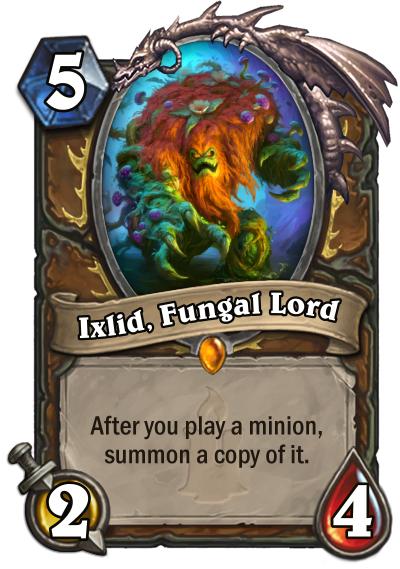 5
Ixlid, Fungal Lord
After you play a minion,
summon a copy of it.
2
4